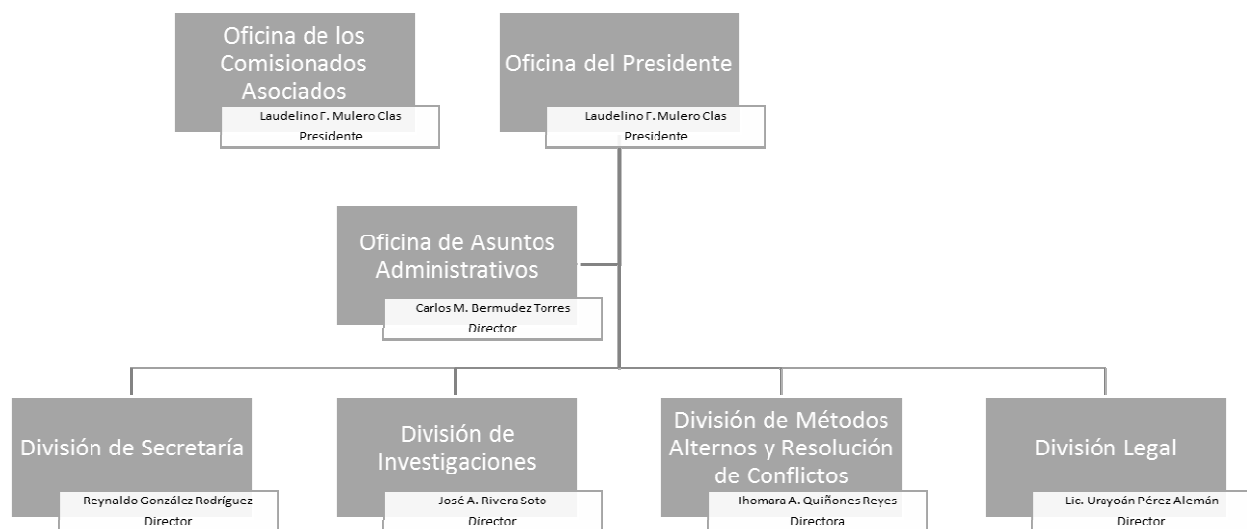 Oficina de los
Comisionados
Asociados
Laudelino F. Mulero Clas
Presidente
Oficina del Presidente
Laudelino F. Mulero Clas
Presidente
Oficina de Asuntos
Administrativos
Carlos M. Bermudez Torres
Director
División de Secretaría
Reynaldo González Rodríguez
Director
División de
Investigaciones
José A. Rivera Soto
Director
División de Métodos
Alternos y Resolución
de Conflictos
Thomara A. Quiñones Reyes
Directora
División Legal
Lic. Urayoán Pérez Alemán
Director